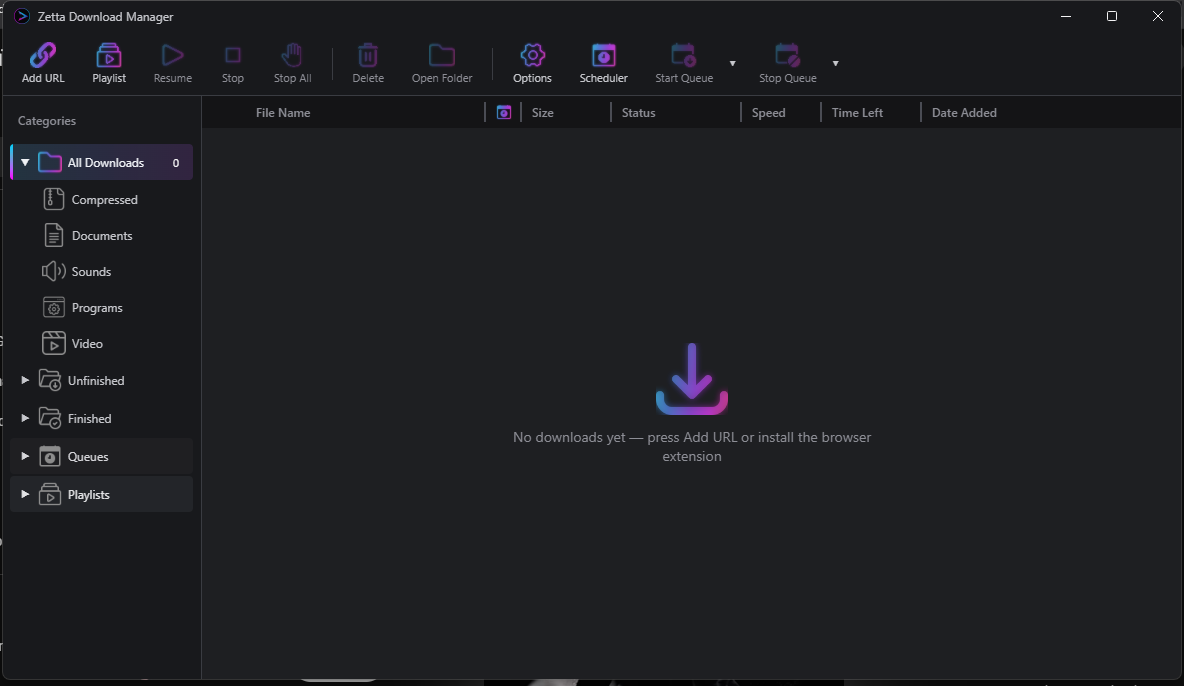 Zetta Download Manager
Add URL
Playlist
Resume
Stop
Stop All
Delete
Open Folder
Options
Scheduler
Start Queue
Stop Queue
Categories
File Name
Size
Status
Speed
Time Left
Date Added
All Downloads 0
Compressed
Documents
Sounds
Programs
Video
Unfinished
Finished
Queues
Playlists
No downloads yet — press Add URL or install the browser
extension